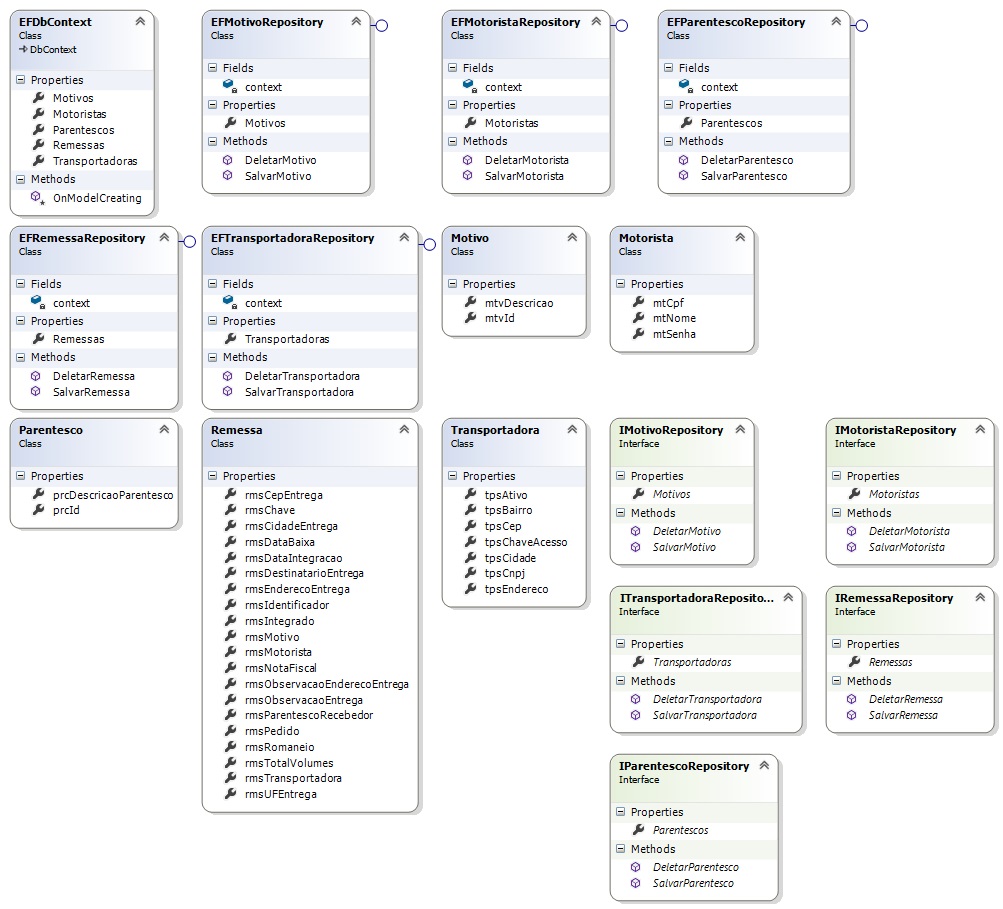 EFDbContext
Class
DbContext
Properties
Motivos
Motoristas
Parentescos
Remessas
Transportadoras
Methods
OnModelCreating
EFMotivoRepository
Class
Fields
context
Properties
Motivos
Methods
DeletarMotivo
SalvarMotivo
EFMotoristaRepository
Class
Fields
context
Properties
Motoristas
Methods
DeletarMotorista
SalvarMotorista
EFParentescoRepository
Class
Fields
context
Properties
Parentescos
Methods
DeletarParentesco
SalvarParentesco
EFRemessaRepository
Class
Fields
context
Properties
Remessas
Methods
DeletarRemessa
SalvarRemessa
EFTransportadoraRepository
Class
Fields
context
Properties
Transportadoras
Methods
DeletarTransportadora
SalvarTransportadora
Motivo
Class
Properties
mtvDescricao
mtvId
Motorista
Class
Properties
mtCpf
mtNome
mtSenha
Parentesco
Class
Properties
prcDescricaoParentesco
prcId
Remessa
Class
Properties
rmsCepEntrega
rmsChave
rmsCidadeEntrega
rmsDataBaixa
rmsDataIntegracao
rmsDestinatarioEntrega
rmsEnderecoEntrega
rmsIdentificador
rmsIntegrado
rmsMotivo
rmsMotorista
rmsNotaFiscal
rmsObservacaoEnderecoEntrega
rmsObservacaoEntrega
rmsParentescoRecebedor
rmsPedido
rmsRomaneio
rmsTotalVolumes
rmsTransportadora
rmsUFEntrega
Transportadora
Class
Properties
tpsAtivo
tpsBairro
tpsCep
tpsChaveAcesso
tpsCidade
tpsCnpj
tpsEndereco
IMotivoRepository
Interface
Properties
Motivos
Methods
DeletarMotivo
SalvarMotivo
IMotoristaRepository
Interface
Properties
Motoristas
Methods
DeletarMotorista
SalvarMotorista
ITransportadoraReposito...
Interface
Properties
Transportadoras
Methods
DeletarTransportadora
SalvarTransportadora
IRemessaRepository
Interface
Properties
Remessas
Methods
DeletarRemessa
SalvarRemessa
IParentescoRepository
Interface
Properties
Parentescos
Methods
DeletarParentesco
SalvarParentesco